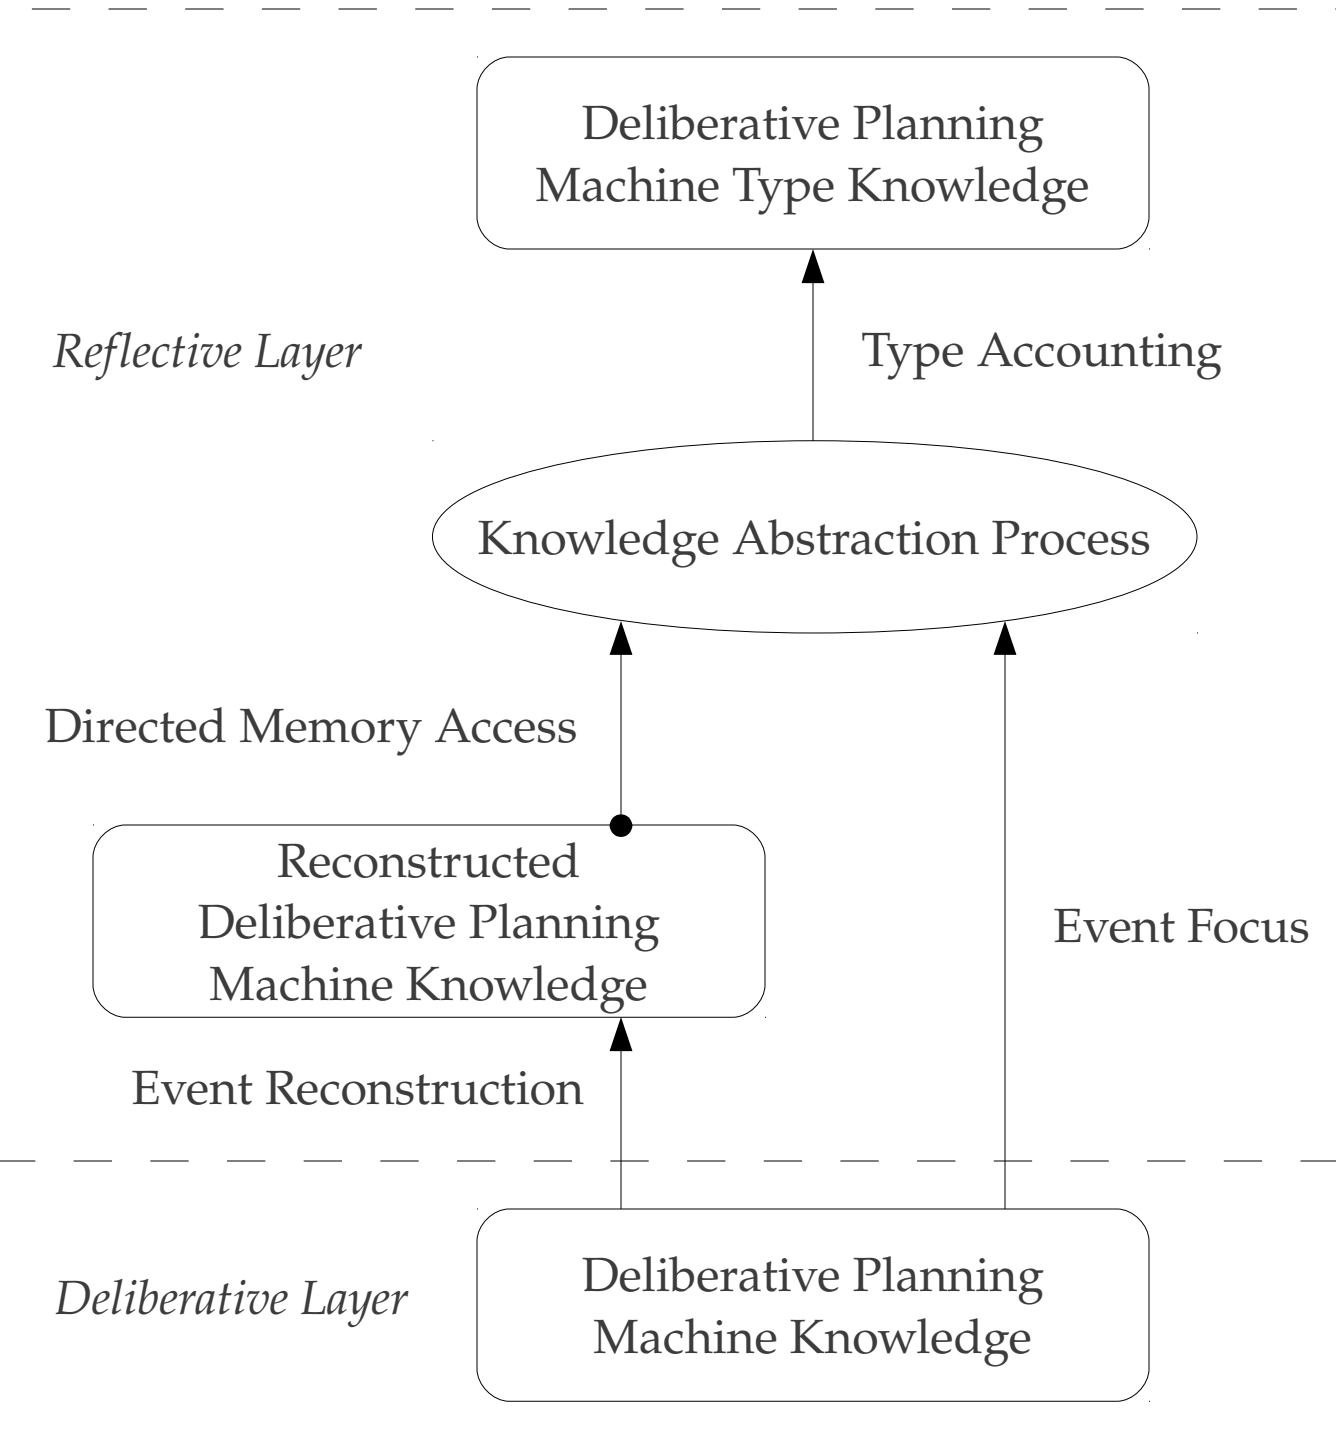 Deliberative Planning
Machine Type Knowledge
Reflective Layer
Type Accounting
Knowledge Abstraction Process
Directed Memory Access
Reconstructed
Deliberative Planning
Machine Knowledge
Event Focus
Event Reconstruction
Deliberative Layer
Deliberative Planning
Machine Knowledge